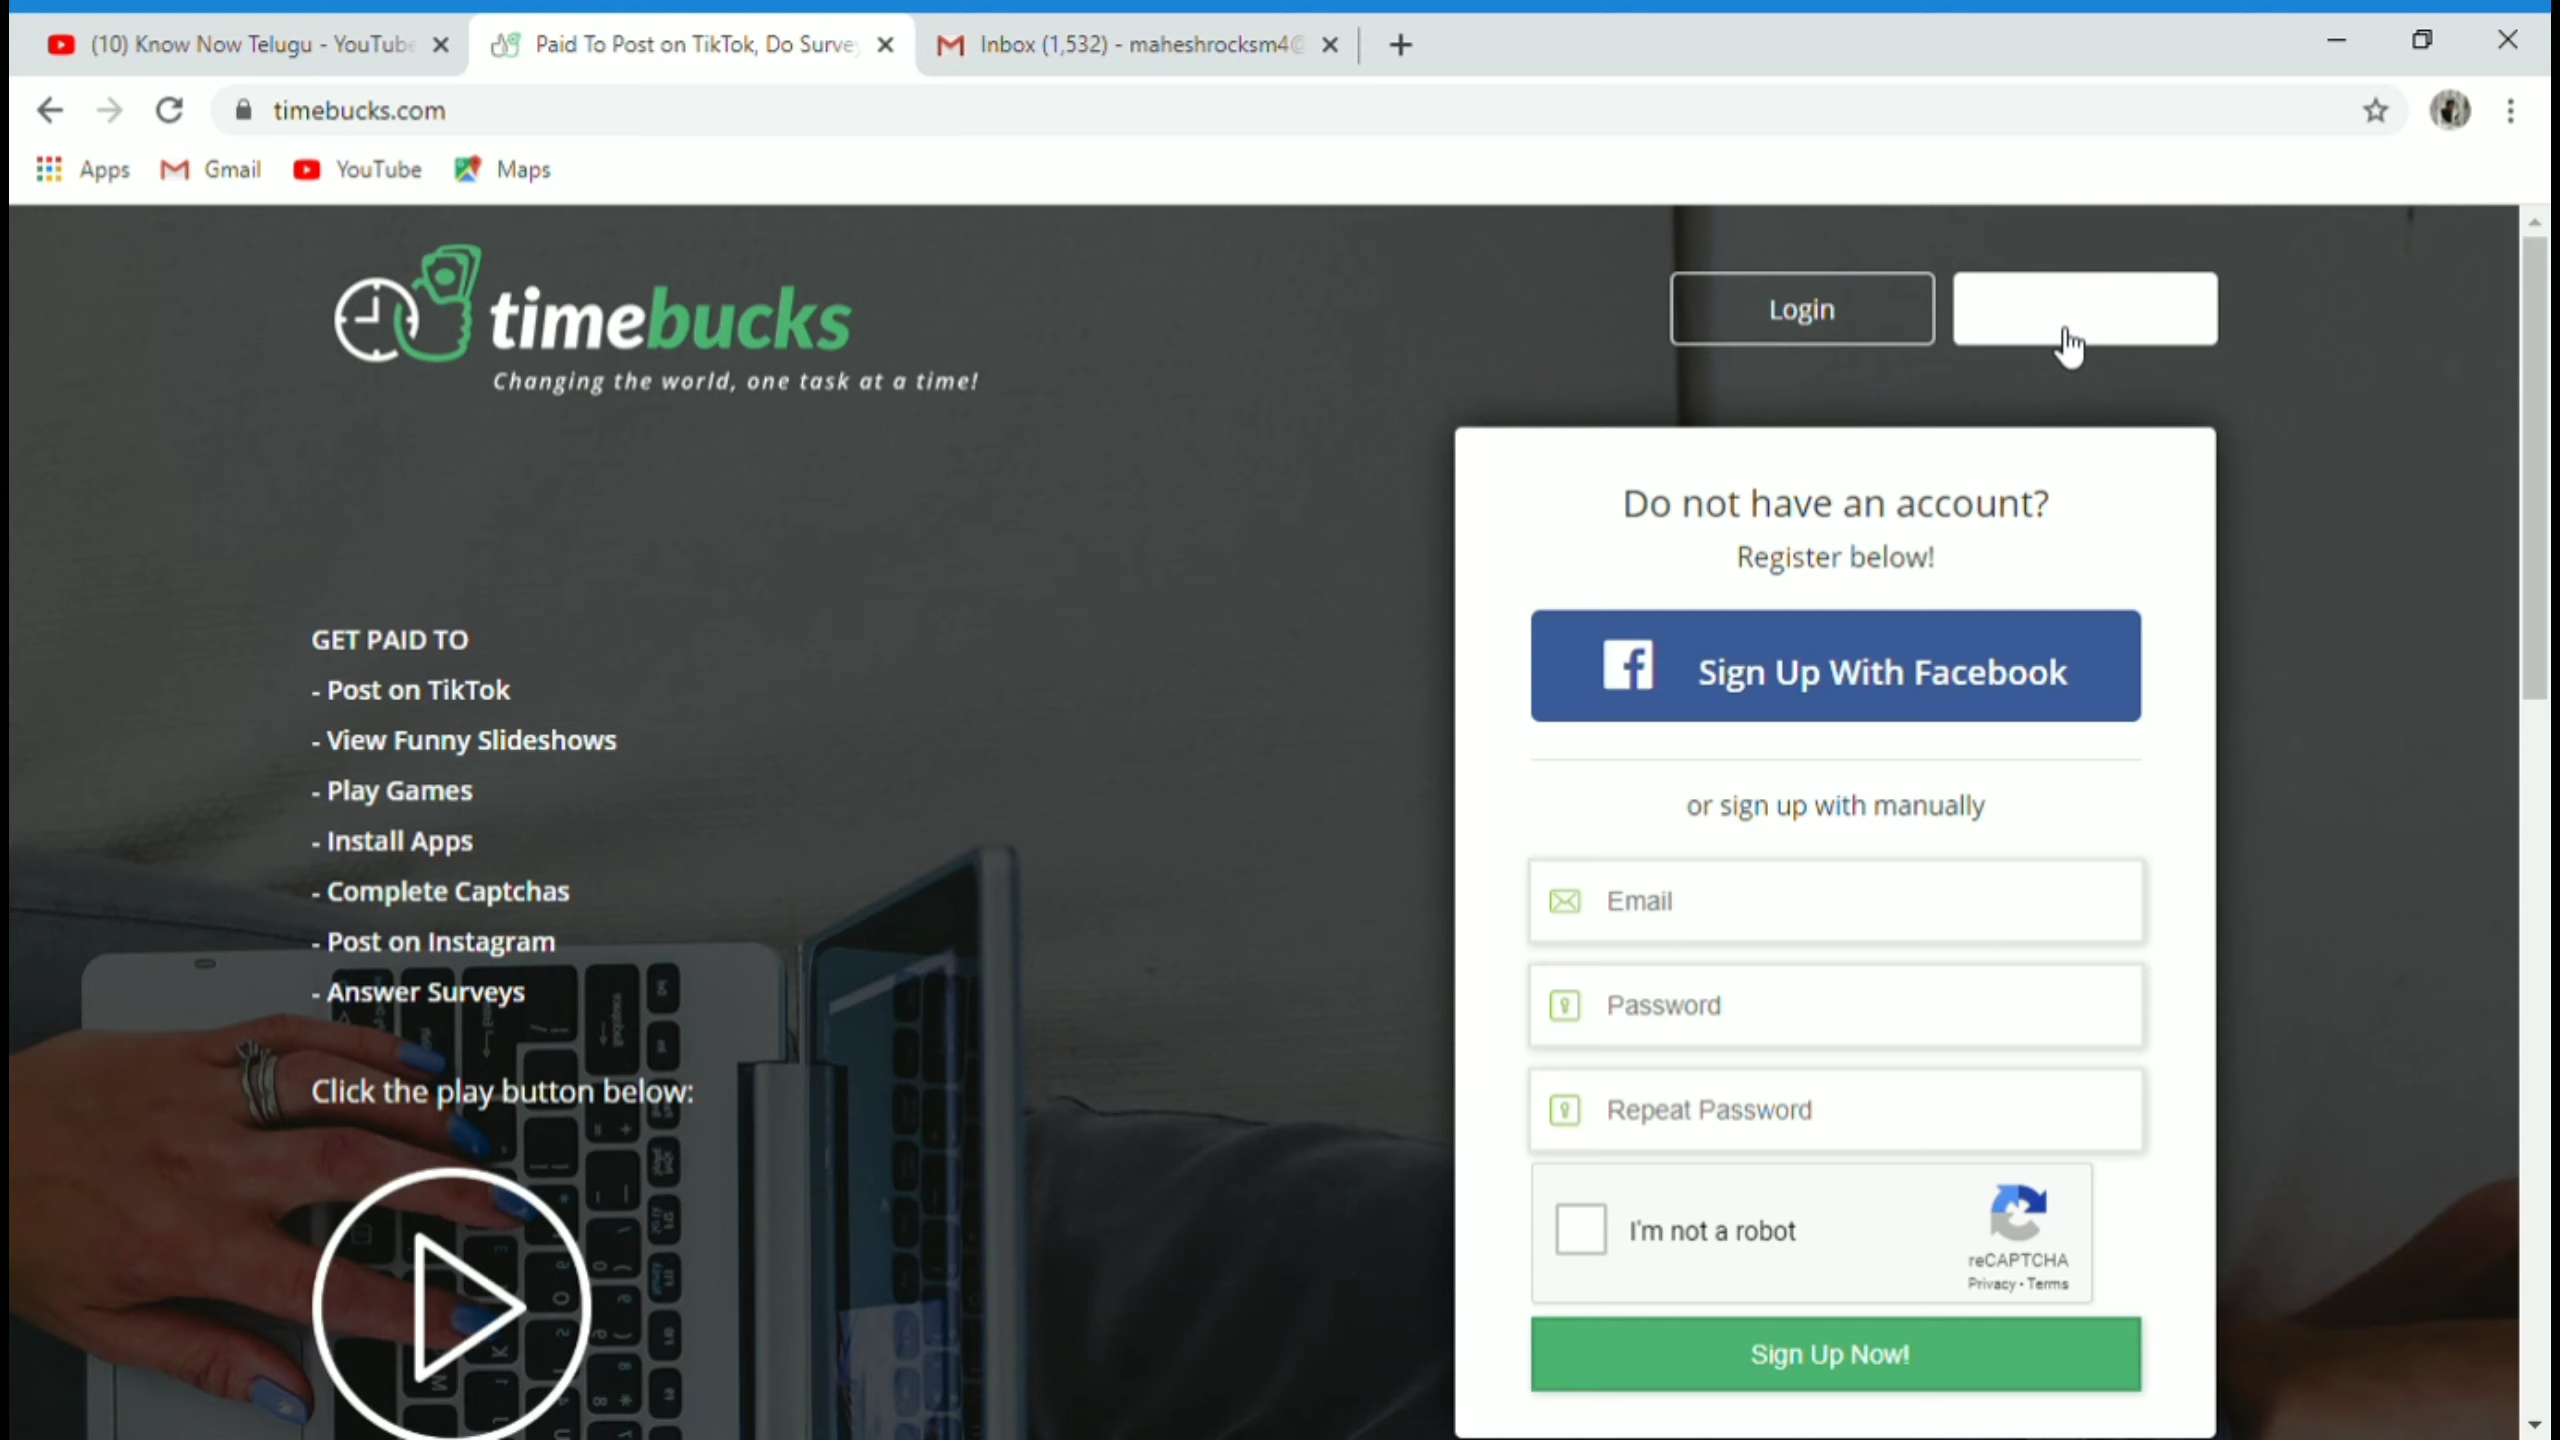 (10) Know Now Telugu - YouTube
Paid To Post on TikTok, Do Surve
Inbox (1,532) - maheshrocksm4@
timebucks.com
Apps
Gmail
YouTube
Maps
timebucks
Changing the world, one task at a time!
Login
Do not have an account?
Register below!
Sign Up With Facebook
or sign up with manually
Email
Password
Repeat Password
I'm not a robot
reCAPTCHA
Privacy - Terms
Sign Up Now!
GET PAID TO
- Post on TikTok
- View Funny Slideshows
- Play Games
- Install Apps
- Complete Captchas
- Post on Instagram
- Answer Surveys
Click the play button below: